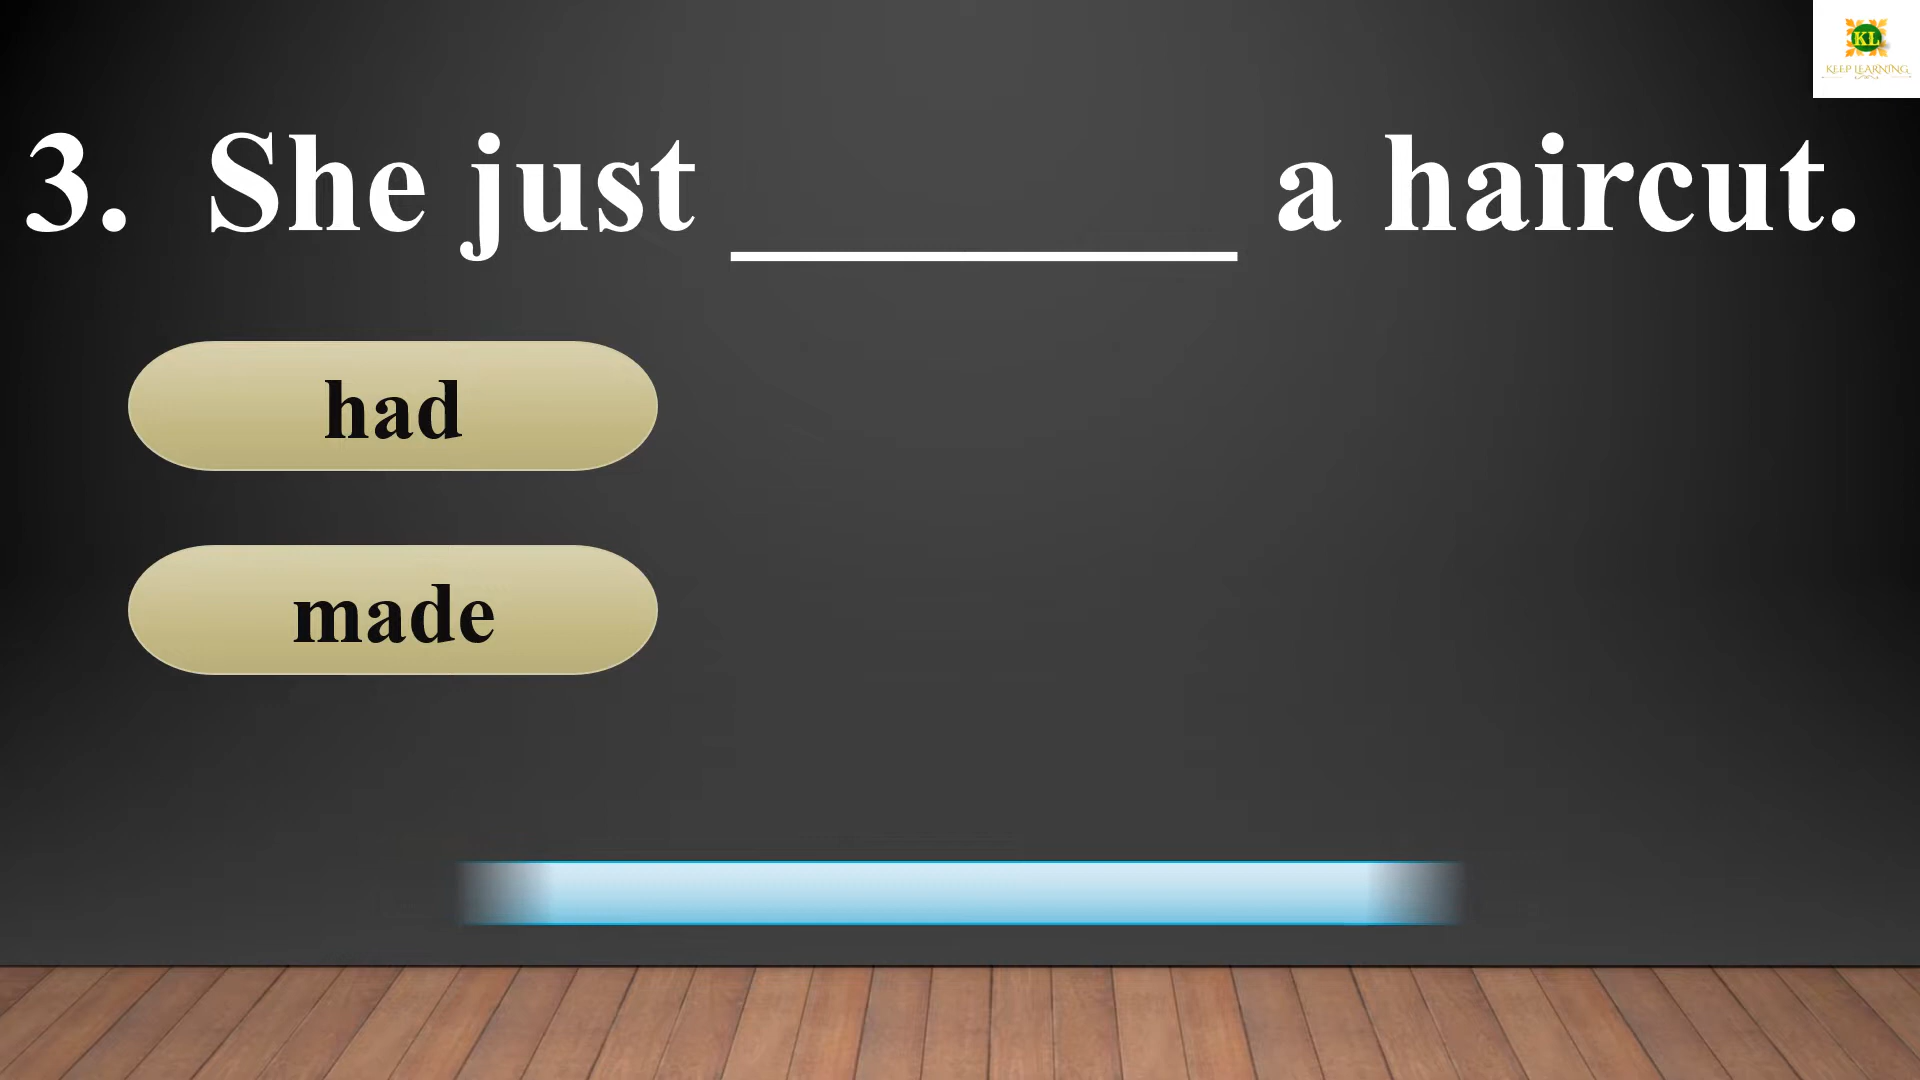 KL
KEEP LEARNING
3. She just ________ a haircut.
had
made